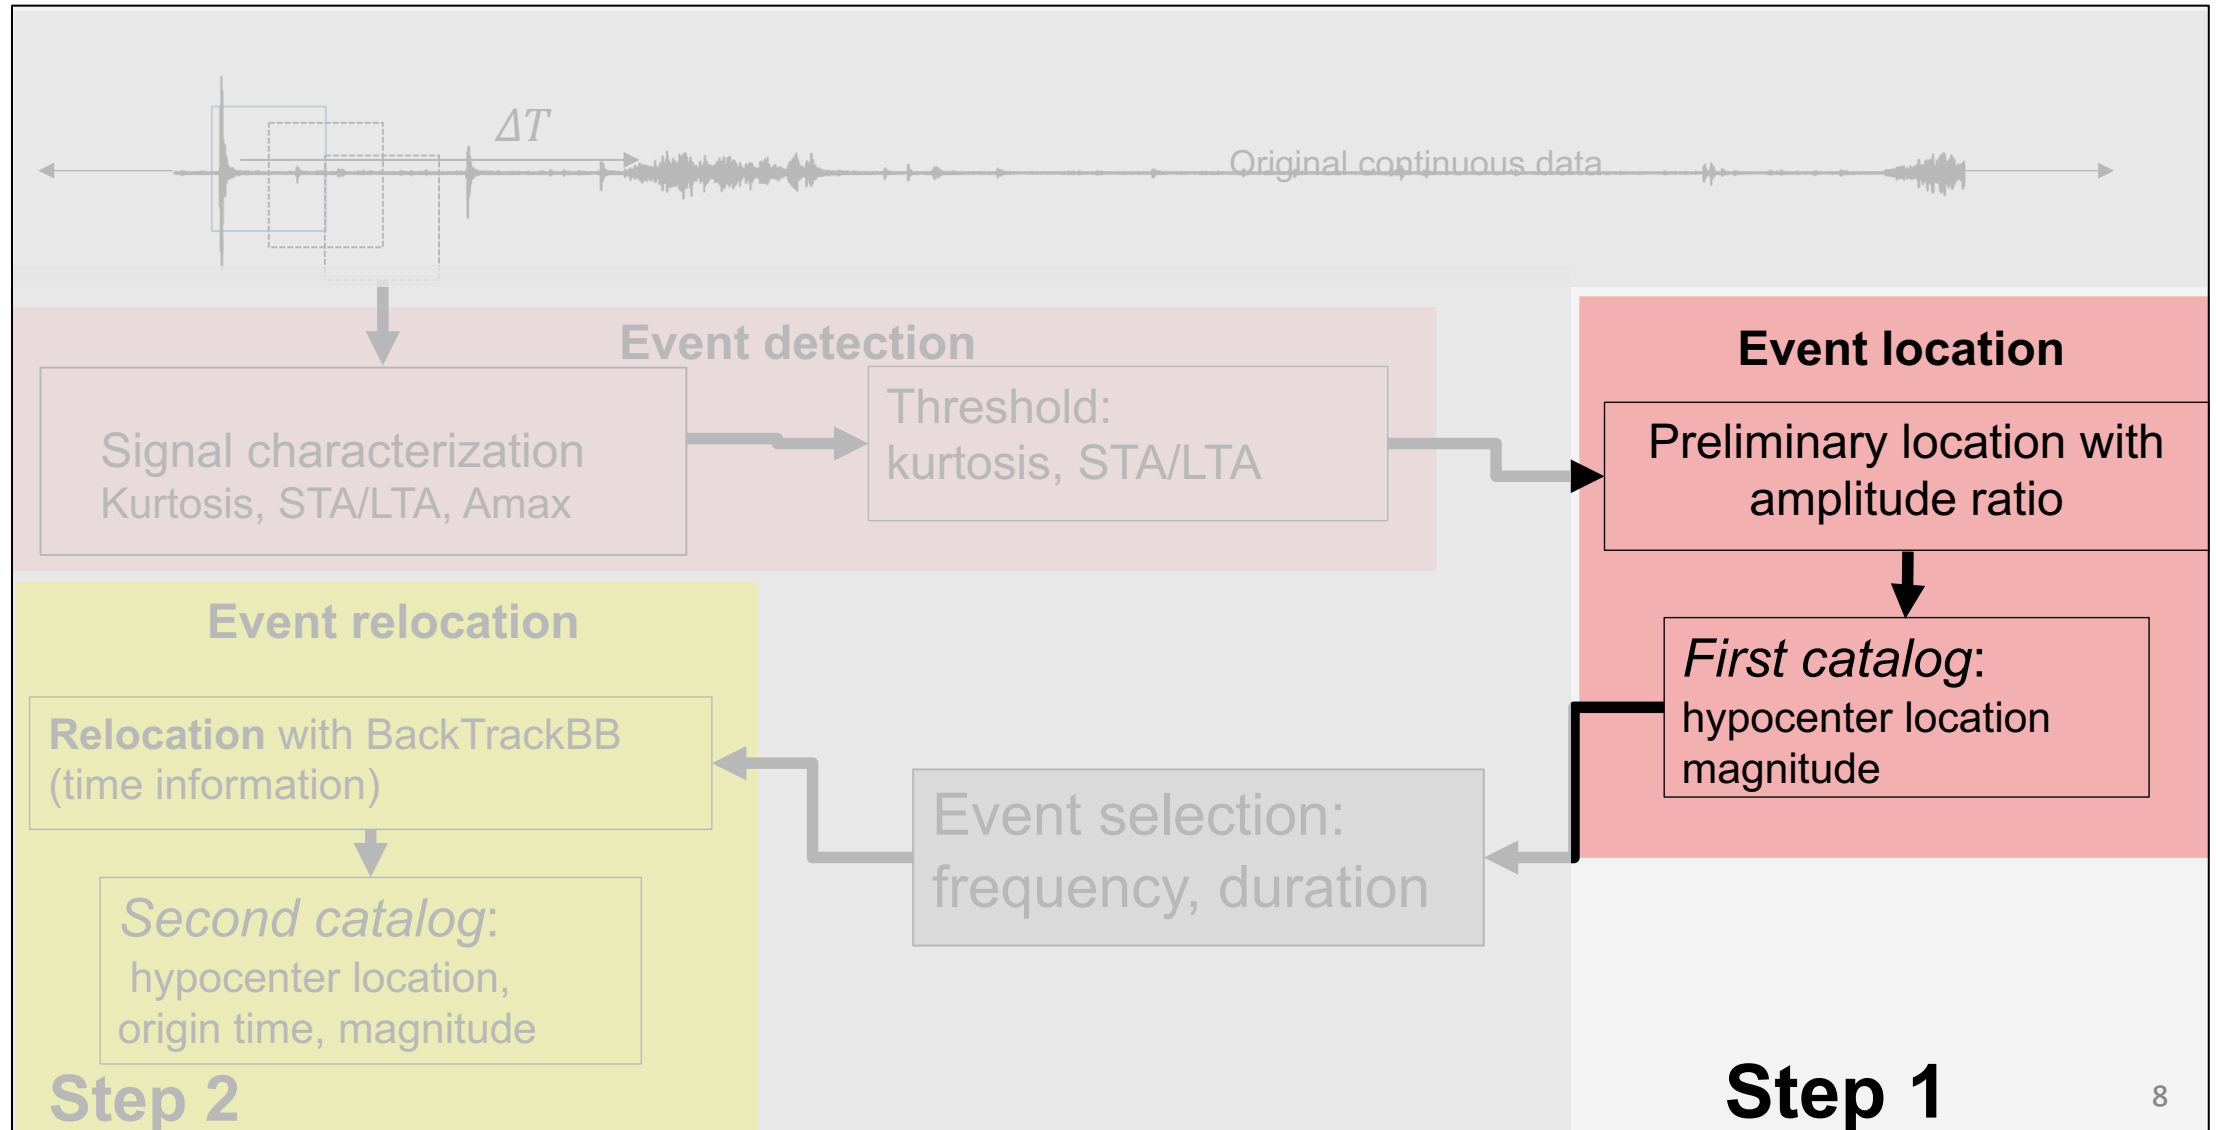 ΔT
Original continuous data
Event detection
Signal characterization
Kurtosis, STA/LTA, Amax
Threshold:
kurtosis, STA/LTA
Event location
Preliminary location with
amplitude ratio
First catalog:
hypocenter location
magnitude
Event selection:
frequency, duration
Event relocation
Relocation with BackTrackBB
(time information)
Second catalog:
hypocenter location,
origin time, magnitude
Step 2
Step 1
8